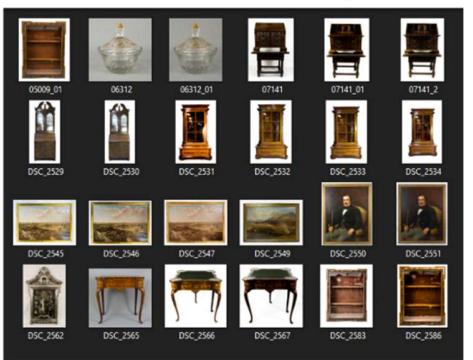 05009_01 06312 06312_01 07141 07141_01 07141_2
DSC_2529 DSC_2530 DSC_2531 DSC_2532 DSC_2533 DSC_2534
DSC_2545 DSC_2546 DSC_2547 DSC_2549 DSC_2550 DSC_2551
DSC_2562 DSC_2565 DSC_2566 DSC_2567 DSC_2583 DSC_2586